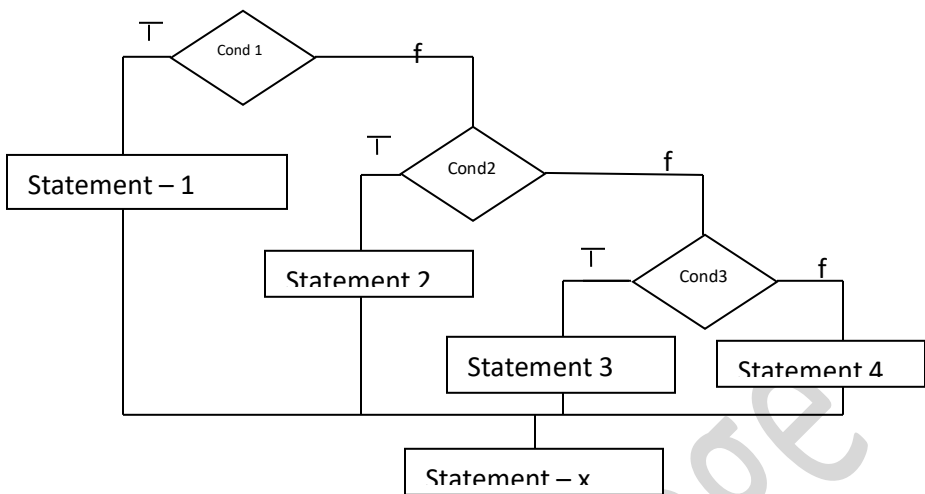 T
Cond 1
f
T
Cond2
f
Statement – 1
T
Cond3
f
Statement 2
Statement 3
Statement 4
Statement – x